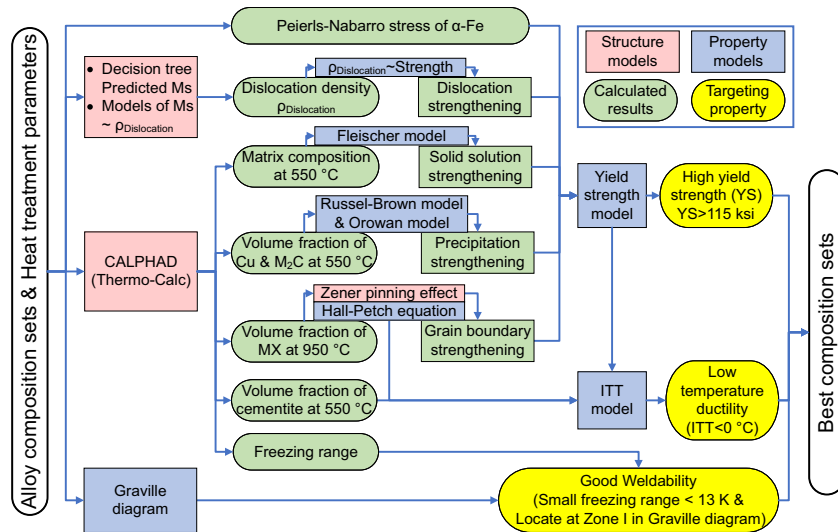 Alloy composition sets & Heat treatment parameters
Peierls-Nabarro stress of α-Fe
• Decision tree
Predicted Ms
• Models of Ms
~ ρDislocation
ρDislocation~Strength
Dislocation density
ρDislocation
Dislocation
strengthening
Fleischer model
Matrix composition
at 550 °C
Solid solution
strengthening
Russel-Brown model
& Orowan model
Volume fraction of
Cu & M₂C at 550 °C
Precipitation
strengthening
CALPHAD
(Thermo-Calc)
Zener pinning effect
Hall-Petch equation
Volume fraction of
MX at 950 °C
Grain boundary
strengthening
Volume fraction of
cementite at 550 °C
Freezing range
Graville
diagram
Structure
models
Property
models
Calculated
results
Targeting
property
Yield
strength
model
High yield
strength (YS)
YS>115 ksi
ITT
model
Low
temperature
ductility
(ITT<0 °C)
Good Weldability
(Small freezing range < 13 K &
Locate at Zone I in Graville diagram)
Best composition sets